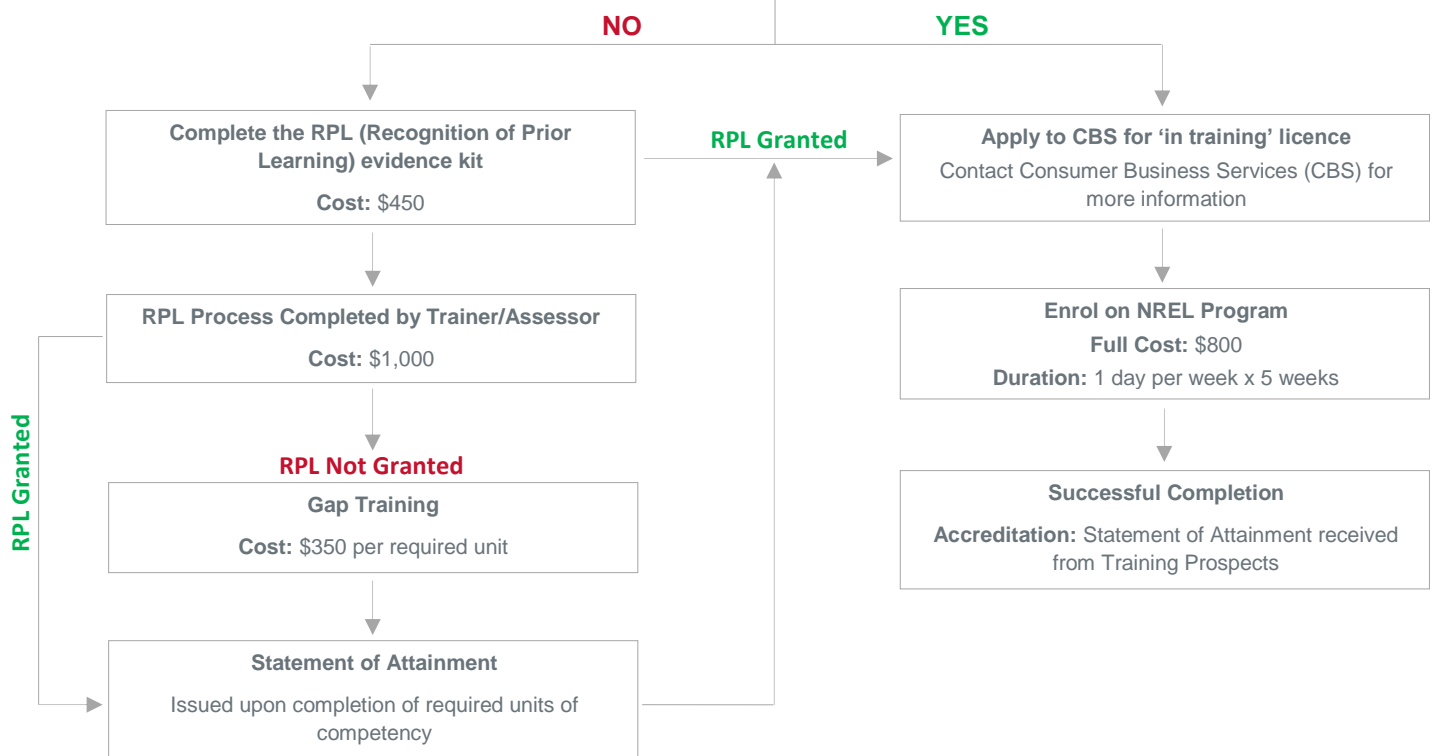 NO
YES
Complete the RPL (Recognition of Prior
Learning) evidence kit
Cost: $450
RPL Granted
Apply to CBS for ‘in training’ licence
Contact Consumer Business Services (CBS) for
more information
RPL Process Completed by Trainer/Assessor
Cost: $1,000
Enrol on NREL Program
Full Cost: $800
Duration: 1 day per week x 5 weeks
RPL Granted
RPL Not Granted
Gap Training
Cost: $350 per required unit
Successful Completion
Accreditation: Statement of Attainment received
from Training Prospects
Statement of Attainment
Issued upon completion of required units of
competency